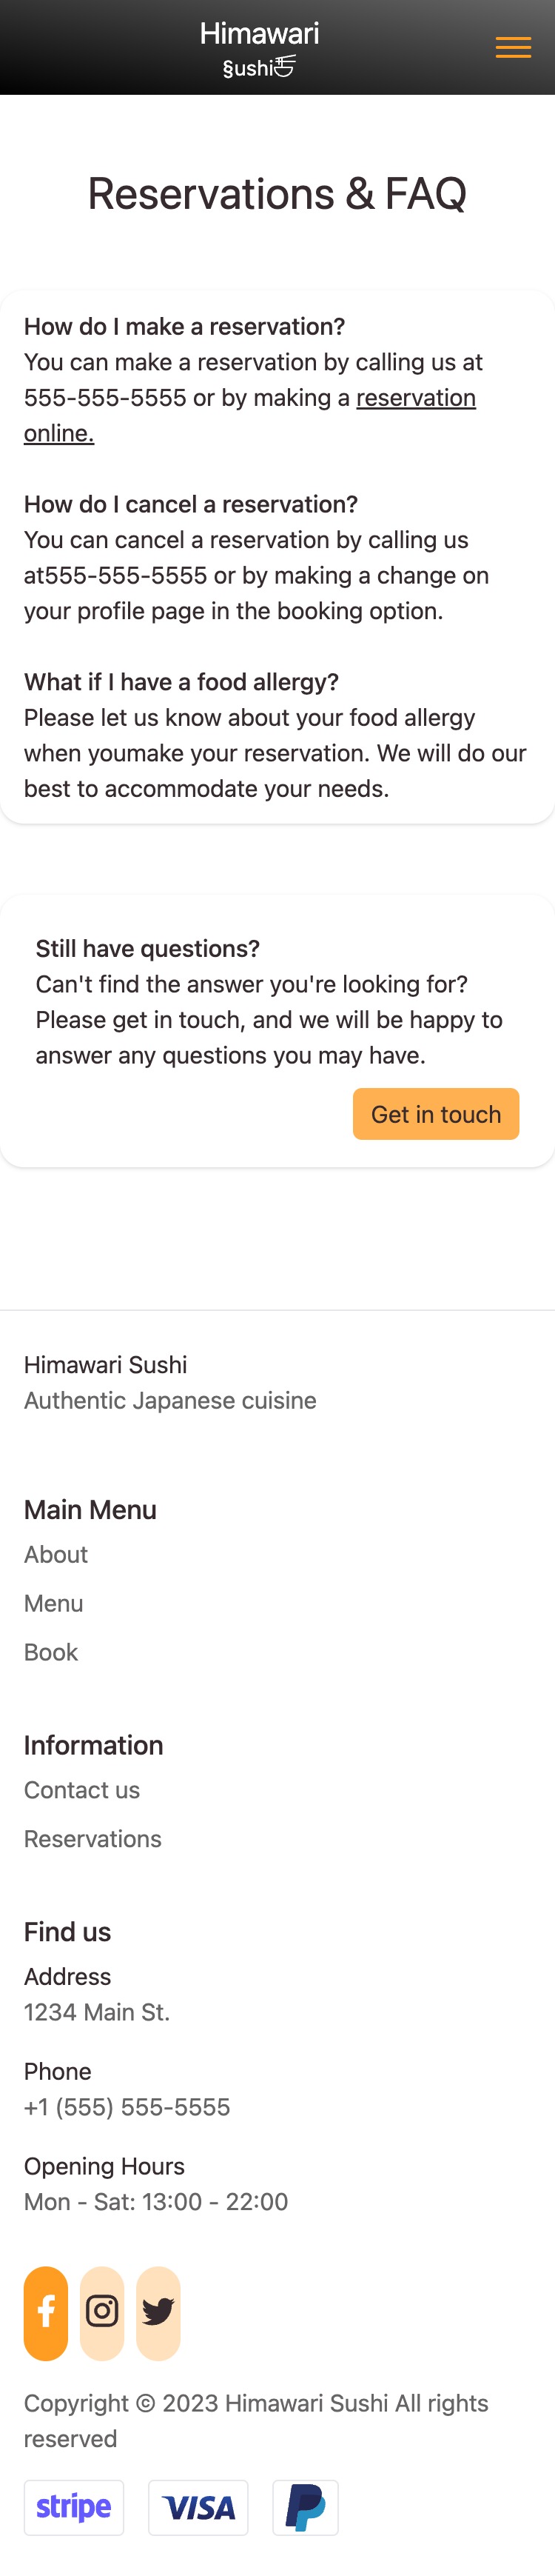 Himawari
§ushi
Reservations & FAQ
How do I make a reservation?
You can make a reservation by calling us at
555-555-5555 or by making a reservation
online.
How do I cancel a reservation?
You can cancel a reservation by calling us
at555-555-5555 or by making a change on
your profile page in the booking option.
What if I have a food allergy?
Please let us know about your food allergy
when youmake your reservation. We will do our
best to accommodate your needs.
Still have questions?
Can't find the answer you're looking for?
Please get in touch, and we will be happy to
answer any questions you may have.
Get in touch
Himawari Sushi
Authentic Japanese cuisine
Main Menu
About
Menu
Book
Information
Contact us
Reservations
Find us
Address
1234 Main St.
Phone
+1 (555) 555-5555
Opening Hours
Mon - Sat: 13:00 - 22:00
Copyright © 2023 Himawari Sushi All rights
reserved
stripe VISA